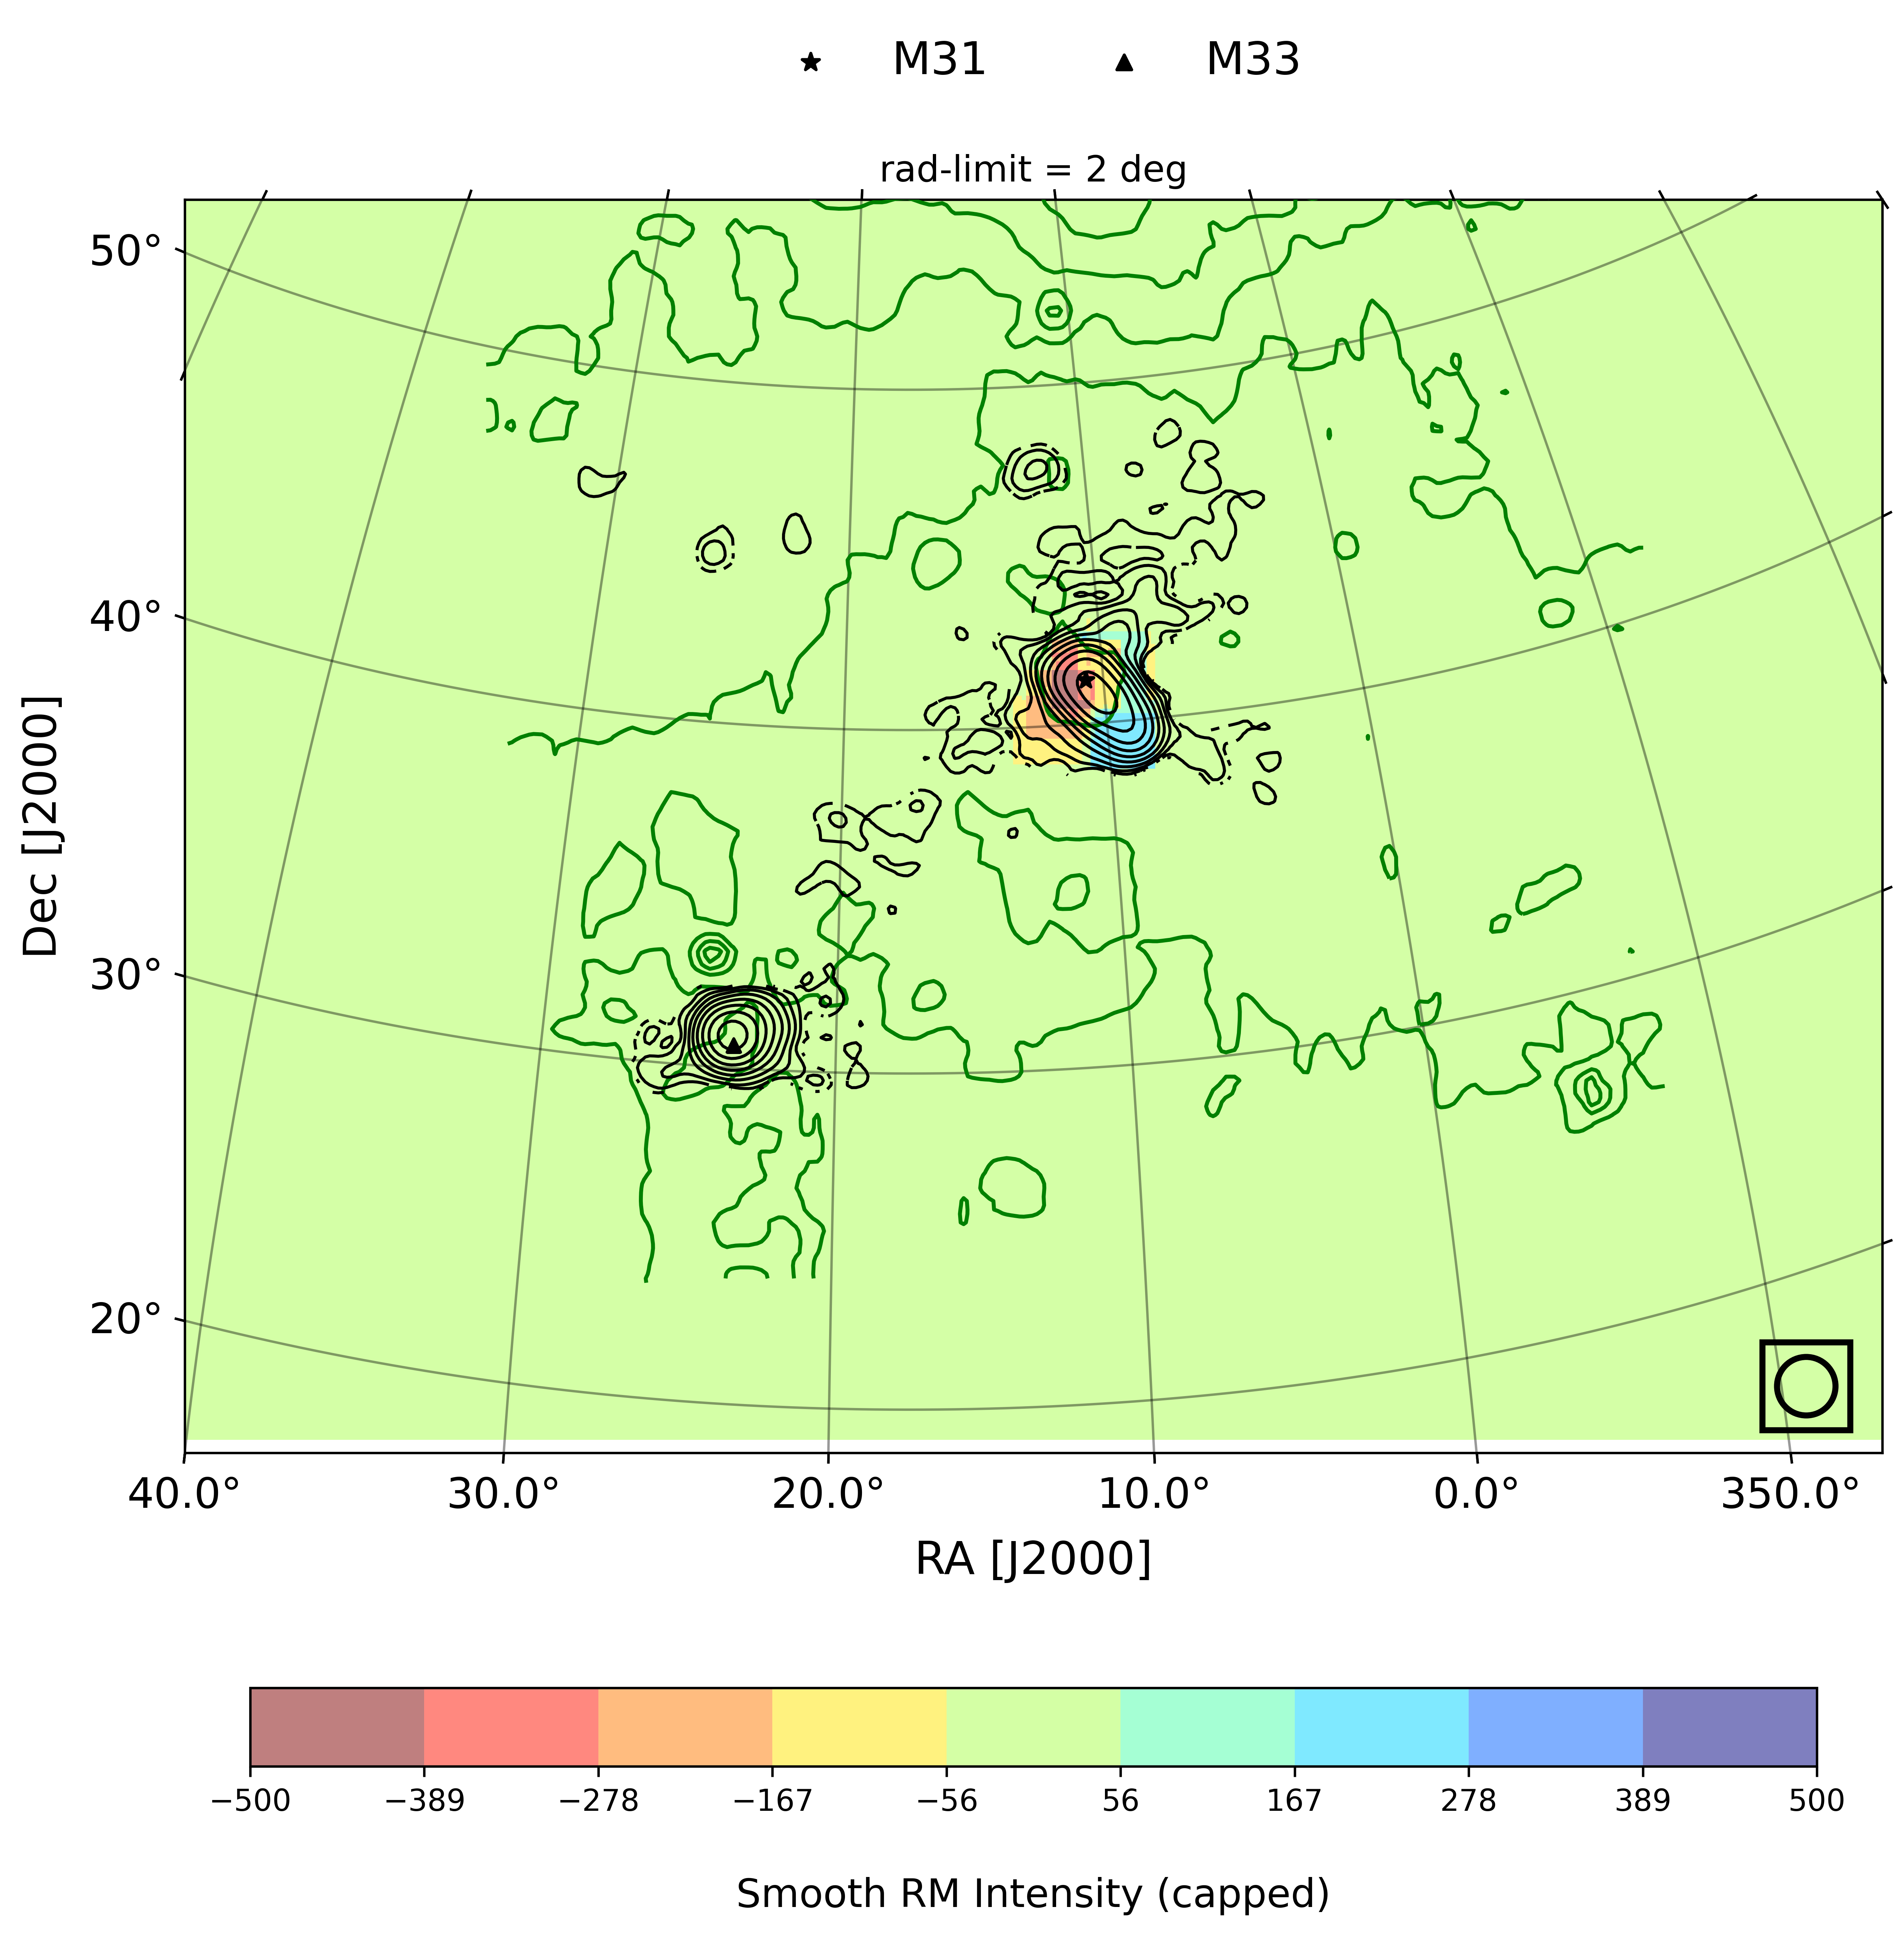 M31 M33
rad-limit = 2 deg
50°
40°
30°
20°
Dec [J2000]
40.0° 30.0° 20.0° 10.0° 0.0° 350.0°
RA [J2000]
−500 −389 −278 −167 −56 56 167 278 389 500
Smooth RM Intensity (capped)